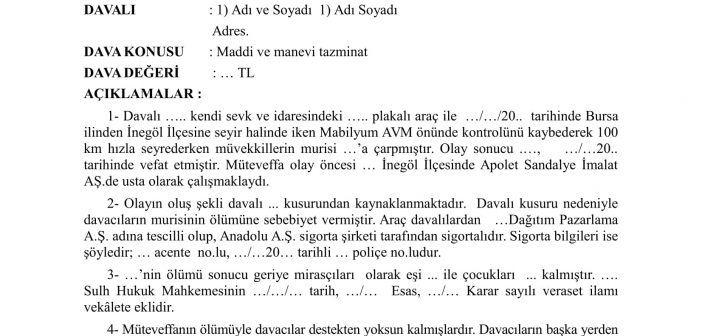 DAVALI : 1) Adı ve Soyadı 1) Adı Soyadı
Adres.
DAVA KONUSU : Maddi ve manevi tazminat
DAVA DEĞERİ : … TL
AÇIKLAMALAR :
1- Davalı ….. kendi sevk ve idaresindeki ….. plakalı araç ile …/…/20.. tarihinde Bursa
ilinden İnegöl İlçesine seyir halinde iken Mabilyum AVM önünde kontrolünü kaybederek 100
km hızla seyrederken müvekkillerin murisi …’a çarpmıştır. Olay sonucu …., …/…/20..
tarihinde vefat etmiştir. Müteveffa olay öncesi … İnegöl İlçesinde Apolet Sandalye İmalat
AŞ.de usta olarak çalışmaklaydı.
2- Olayın oluş şekli davalı ... kusurundan kaynaklanmaktadır. Davalı kusuru nedeniyle
davacıların murisinin ölümüne sebebiyet vermiştir. Araç davalılardan …Dağıtım Pazarlama
A.Ş. adına tescilli olup, Anadolu A.Ş. sigorta şirketi tarafından sigortalıdır. Sigorta bilgileri ise
şöyledir; … acente no.lu, …/…/20… tarihli … poliçe no.ludur.
3- …’nin ölümü sonucu geriye mirasçıları olarak eşi ... ile çocukları ... kalmıştır. ….
Sulh Hukuk Mahkemesinin …/…/… tarih, …/… Esas, …/… Karar sayılı veraset ilamı
vekâlete eklidir.
4- Müteveffanın ölümüyle davacılar destekten yoksun kalmışlardır. Davacıların başka yerden